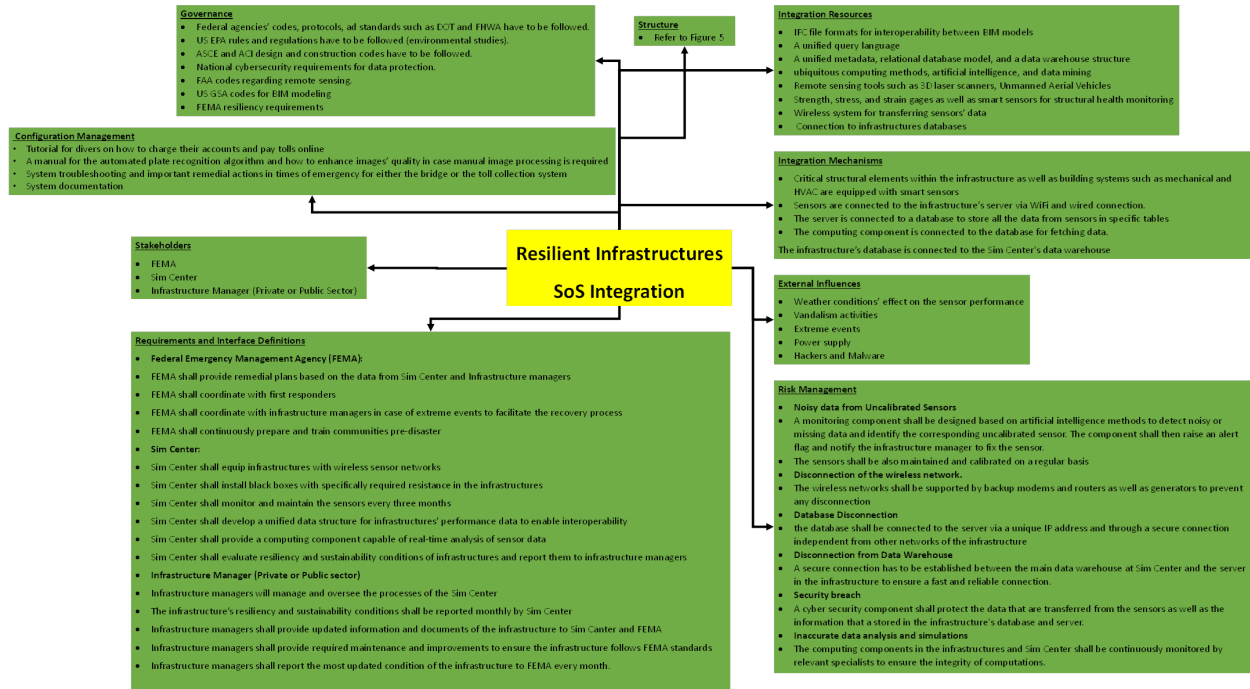 Governance
• Federal agencies' codes, protocols, ad standards such as DOT and FHWA have to be followed.
• US EPA rules and regulations have to be followed (environmental studies).
• ASCE and ACI design and construction codes have to be followed.
• National cybersecurity requirements for data protection.
• FAA codes regarding remote sensing.
• US GSA codes for BIM modeling
• FEMA resiliency requirements
Structure
• Refer to Figure 5
Integration Resources
• IFC file formats for interoperability between BIM models
• A unified query language
• A unified metadata, relational database model, and a data warehouse structure
• ubiquitous computing methods, artificial intelligence, and data mining
• Remote sensing tools such as 3D laser scanners, Unmanned Aerial Vehicles
• Strength, stress, and strain gages as well as smart sensors for structural health monitoring
• Wireless system for transferring sensors' data
• Connection to infrastructures databases
Configuration Management
• Tutorial for divers on how to charge their accounts and pay tolls online
• A manual for the automated plate recognition algorithm and how to enhance images' quality in case manual image processing is required
• System troubleshooting and important remedial actions in times of emergency for either the bridge or the toll collection system
• System documentation
Integration Mechanisms
• Critical structural elements within the infrastructure as well as building systems such as mechanical and
HVAC are equipped with smart sensors
• Sensors are connected to the infrastructure's server via WiFi and wired connection.
• The server is connected to a database to store all the data from sensors in specific tables
• The computing component is connected to the database for fetching data.
The infrastructure's database is connected to the Sim Center's data warehouse
Stakeholders
• FEMA
• Sim Center
• Infrastructure Manager (Private or Public Sector)
Resilient Infrastructures
SoS Integration
External Influences
• Weather conditions' effect on the sensor performance
• Vandalism activities
• Extreme events
• Power supply
• Hackers and Malware
Requirements and Interface Definitions
• Federal Emergency Management Agency (FEMA):
• FEMA shall provide remedial plans based on the data from Sim Center and Infrastructure managers
• FEMA shall coordinate with first responders
• FEMA shall coordinate with infrastructure managers in case of extreme events to facilitate the recovery process
• FEMA shall continuously prepare and train communities pre-disaster
• Sim Center:
• Sim Center shall equip infrastructures with wireless sensor networks
• Sim Center shall install black boxes with specifically required resistance in the infrastructures
• Sim Center shall monitor and maintain the sensors every three months
• Sim Center shall develop a unified data structure for infrastructures' performance data to enable interoperability
• Sim Center shall provide a computing component capable of real-time analysis of sensor data
• Sim Center shall evaluate resiliency and sustainability conditions of infrastructures and report them to infrastructure managers
• Infrastructure Manager (Private or Public sector)
• Infrastructure managers will manage and oversee the processes of the Sim Center
• The infrastructure's resiliency and sustainability conditions shall be reported monthly by Sim Center
• Infrastructure managers shall provide updated information and documents of the infrastructure to Sim Canter and FEMA
• Infrastructure managers shall provide required maintenance and improvements to ensure the infrastructure follows FEMA standards
• Infrastructure managers shall report the most updated condition of the infrastructure to FEMA every month.
Risk Management
• Noisy data from Uncalibrated Sensors
• A monitoring component shall be designed based on artificial intelligence methods to detect noisy or
missing data and identify the corresponding uncalibrated sensor. The component shall then raise an alert
flag and notify the infrastructure manager to fix the sensor.
• The sensors shall be also maintained and calibrated on a regular basis
• Disconnection of the wireless network.
• The wireless networks shall be supported by backup modems and routers as well as generators to prevent
any disconnection
• Database Disconnection
• the database shall be connected to the server via a unique IP address and through a secure connection
independent from other networks of the infrastructure
• Disconnection from Data Warehouse
• A secure connection has to be established between the main data warehouse at Sim Center and the server
in the infrastructure to ensure a fast and reliable connection.
• Security breach
• A cyber security component shall protect the data that are transferred from the sensors as well as the
information that a stored in the infrastructure's database and server.
• Inaccurate data analysis and simulations
• The computing components in the infrastructures and Sim Center shall be continuously monitored by
relevant specialists to ensure the integrity of computations.